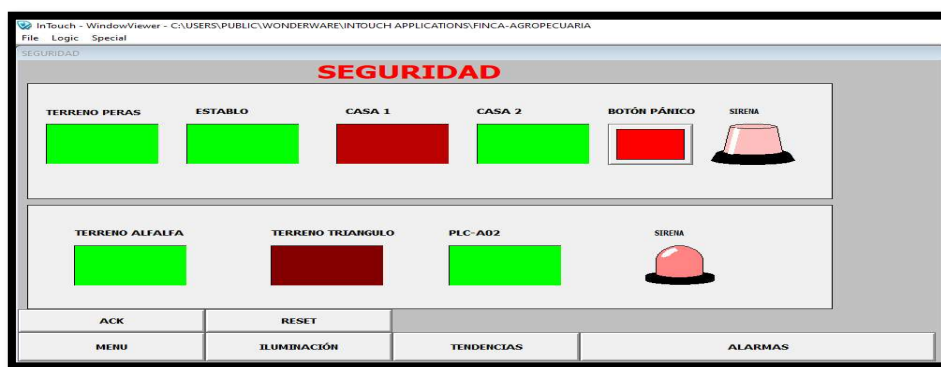 InTouch - WindowViewer - C:\USERS\PUBLIC\WONDERWARE\INTOUCH APPLICATIONS\FINCA-AGROPECUARIA
File Logic Special
SEGURIDAD
SEGURIDAD
TERRENO PERAS ESTABLO CASA 1 CASA 2 BOTÓN PÁNICO SIRENA
TERRENO ALFALFA TERRENO TRIANGULO PLC-A02 SIRENA
ACK RESET
MENU ILUMINACIÓN TENDENCIAS ALARMAS